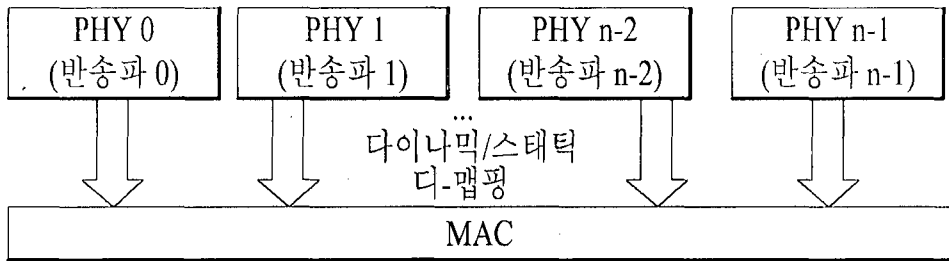 PHY 0
(반송파 0)
PHY 1
(반송파 1)
PHY n-2
(반송파 n-2)
PHY n-1
(반송파 n-1)
...
다이나믹/스태틱
디-맵핑
MAC